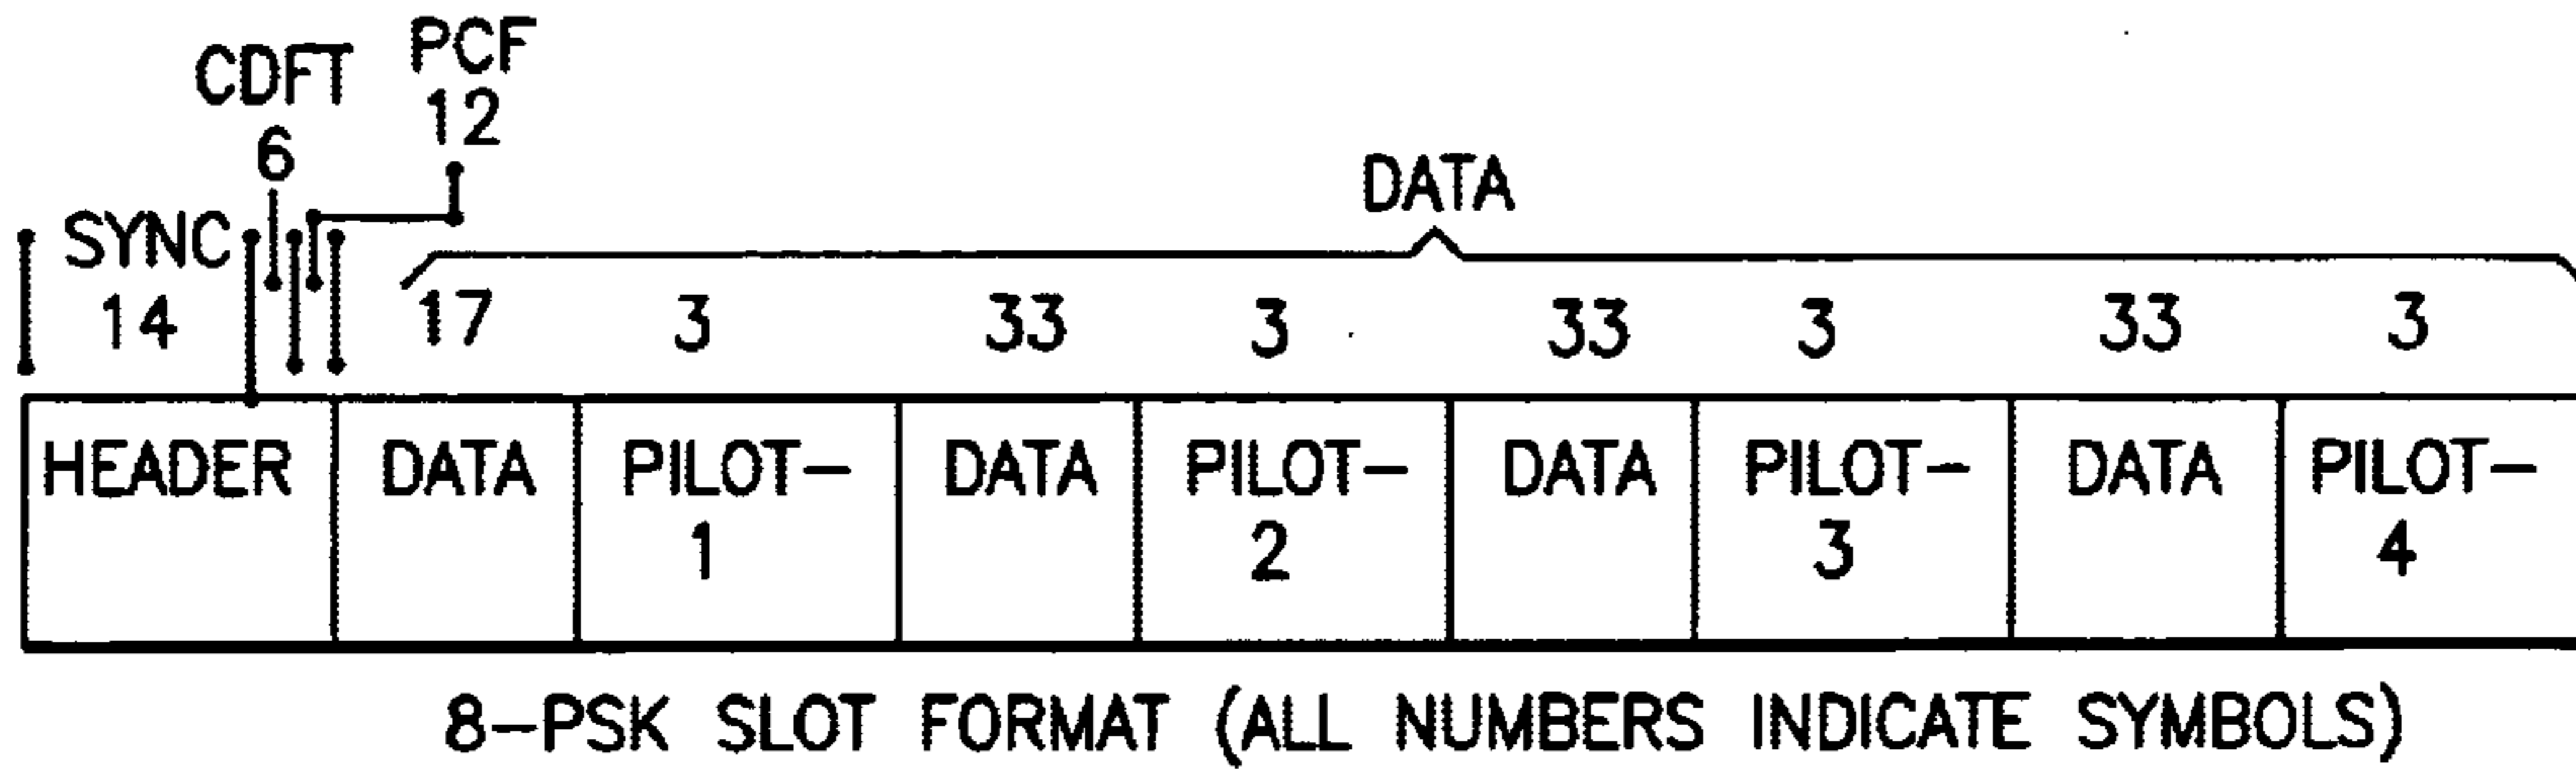 CDFT PCF
6 12
DATA
SYNC
14 17 3 33 3 33 3 33 3
HEADER DATA PILOT- DATA PILOT- DATA PILOT- DATA PILOT-
1 2 3 4
8-PSK SLOT FORMAT (ALL NUMBERS INDICATE SYMBOLS)